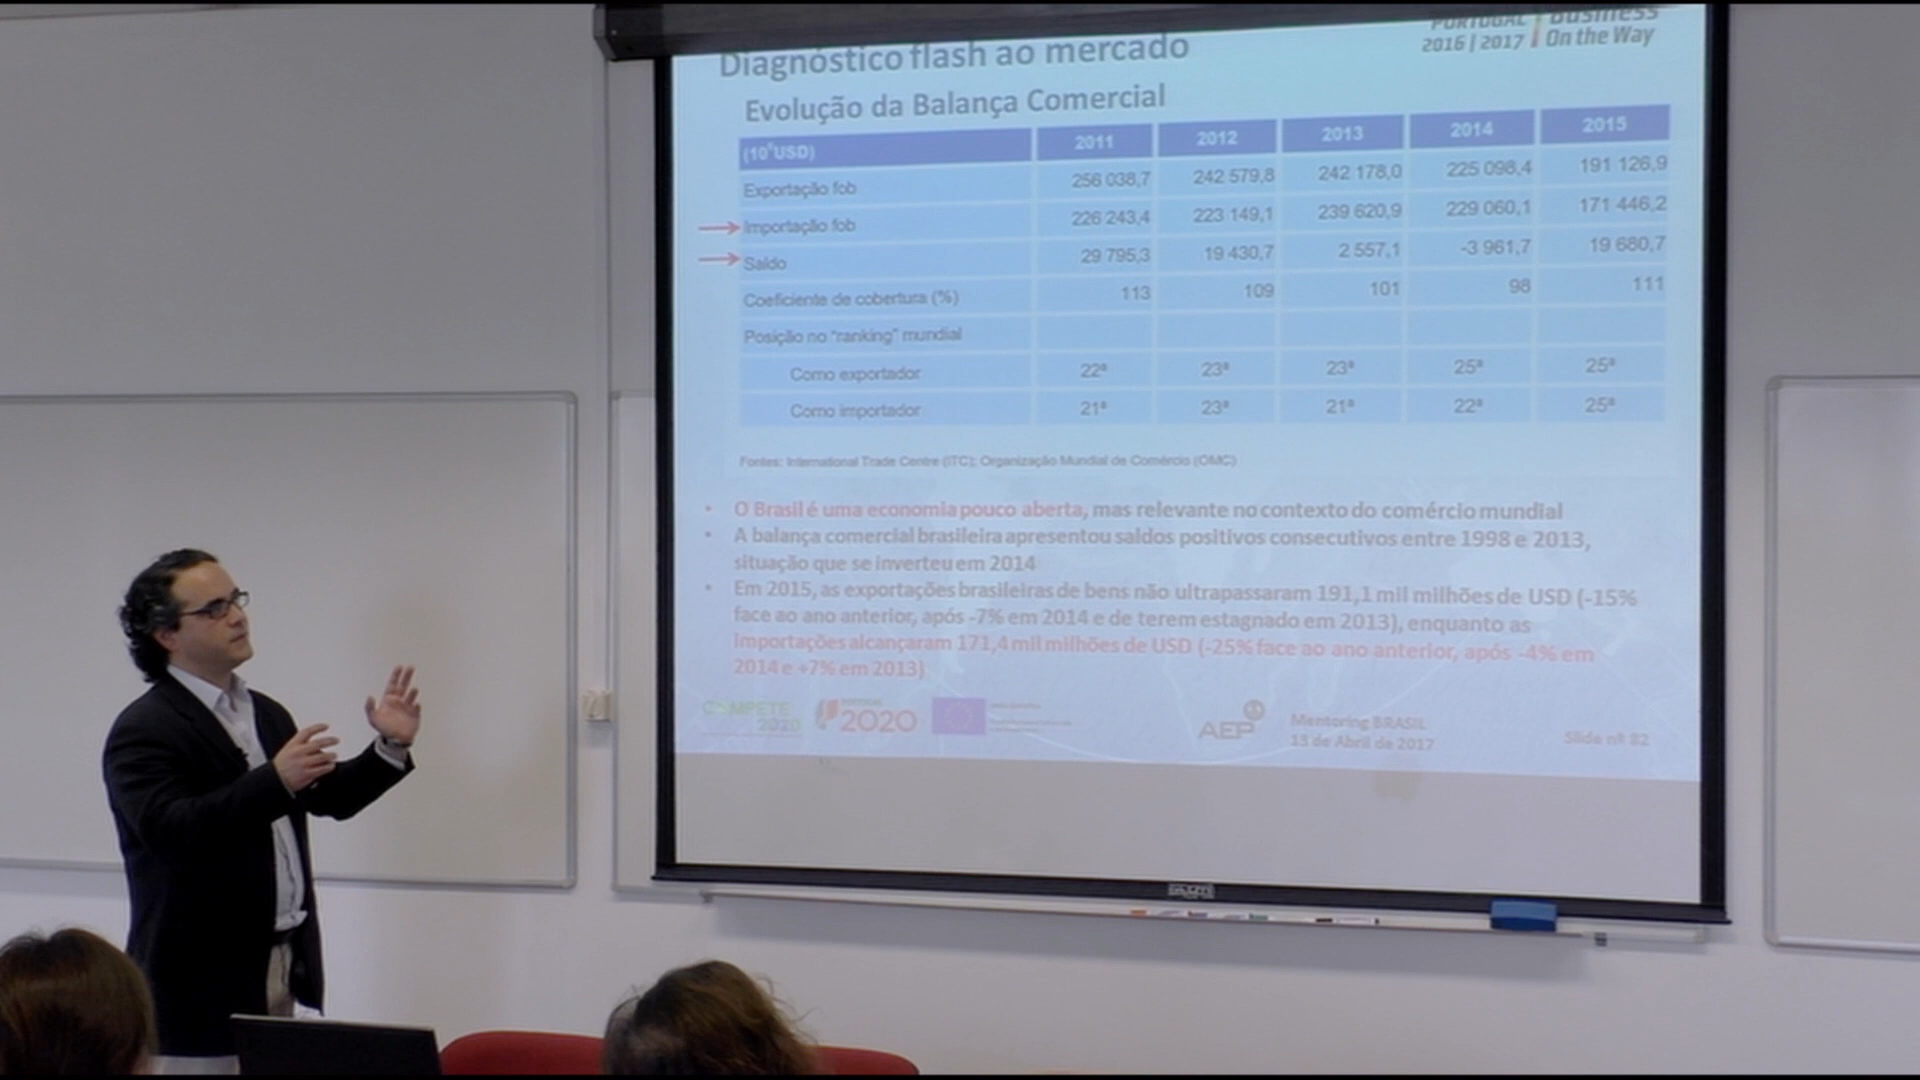 PORTUGAL Business
2016 | 2017 On the Way
Diagnóstico flash ao mercado
Evolução da Balança Comercial
(10⁶USD) 2011 2012 2013 2014 2015
Exportação fob 256 038,7 242 579,8 242 178,0 225 098,4 191 126,9
Importação fob 226 243,4 223 149,1 239 620,9 229 060,1 171 446,2
Saldo 29 795,3 19 430,7 2 557,1 -3 961,7 19 680,7
Coeficiente de cobertura (%) 113 109 101 98 111
Posição no "ranking" mundial
Como exportador 22ª 23ª 23ª 25ª 25ª
Como importador 21ª 23ª 21ª 22ª 25ª
Fontes: International Trade Centre (ITC); Organização Mundial de Comércio (OMC)
• O Brasil é uma economia pouco aberta, mas relevante no contexto do comércio mundial
• A balança comercial brasileira apresentou saldos positivos consecutivos entre 1998 e 2013,
situação que se inverteu em 2014
• Em 2015, as exportações brasileiras de bens não ultrapassaram 191,1 mil milhões de USD (-15%
face ao ano anterior, após -7% em 2014 e de terem estagnado em 2013), enquanto as
importações alcançaram 171,4 mil milhões de USD (-25% face ao ano anterior, após -4% em
2014 e +7% em 2013)
COMPETE
2020
2020
AEP
Mentoring BRASIL
13 de Abril de 2017
Slide nº 82